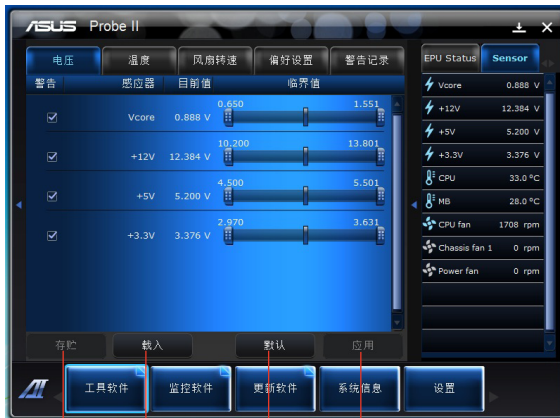 ASUS Probe II
电压 温度 风扇转速 偏好设置 警告记录
警告 感应器 目前值 临界值
0.650 1.551
Vcore 0.888 V
10.200 13.801
+12V 12.384 V
4.500 5.501
+5V 5.200 V
2.970 3.631
+3.3V 3.376 V
存贮 载入 默认 应用
EPU Status Sensor
Vcore 0.888 V
+12V 12.384 V
+5V 5.200 V
+3.3V 3.376 V
CPU 33.0 °C
MB 28.0 °C
CPU fan 1708 rpm
Chassis fan 1 0 rpm
Power fan 0 rpm
AI 工具软件 监控软件 更新软件 系统信息 设置